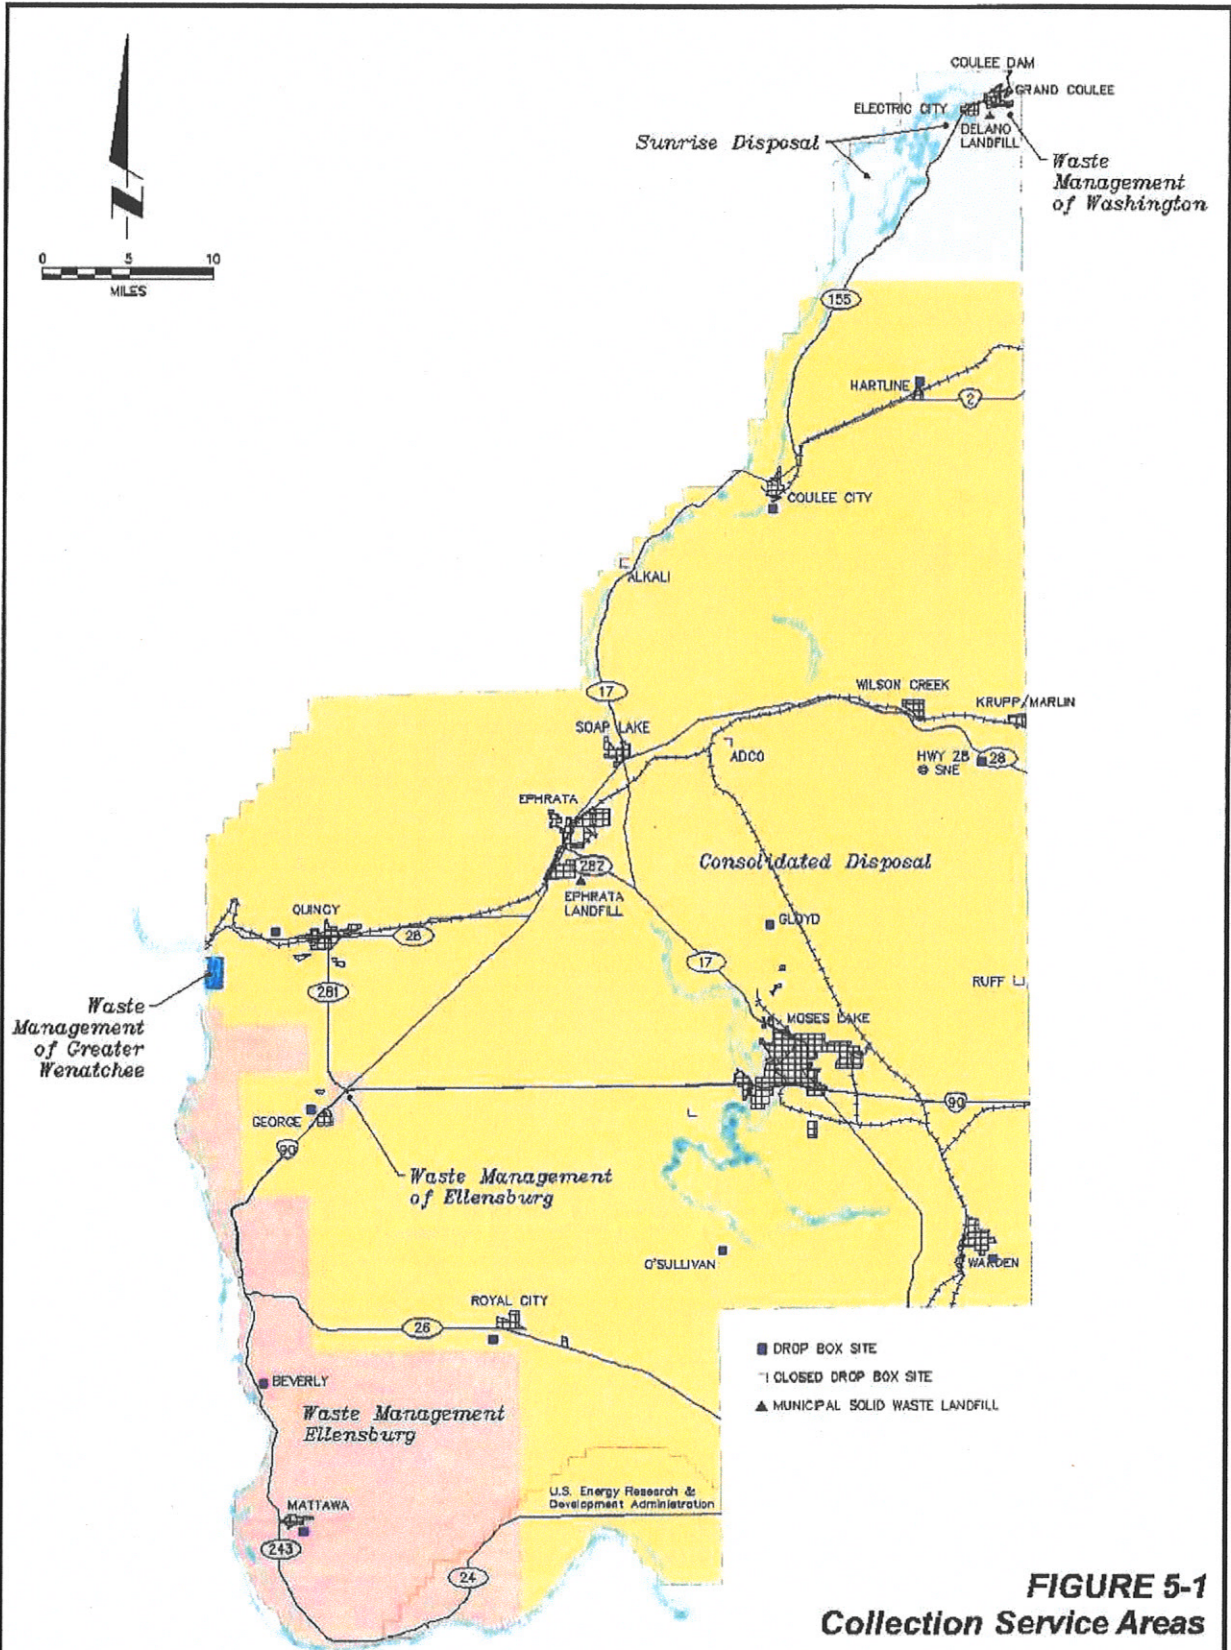 COULEE DAM
GRAND COULEE
ELECTRIC CITY
DELANO
LANDFILL
Sunrise Disposal
Waste
Management
of Washington
N
0 5 10
MILES
155
HARTLINE
2
COULEE CITY
ALKALI
17
WILSON CREEK
KRUPP/MARLIN
SOAP LAKE
ADCO
HWY 28
SNE
28
EPHRATA
282
Consolidated Disposal
EPHRATA
LANDFILL
QUINCY
28
GLOYD
17
281
RUFF
Waste
Management
of Greater
Wenatchee
MOSES LAKE
90
GEORGE
90
Waste Management
of Ellensburg
O'SULLIVAN
WARDEN
ROYAL CITY
26
DROP BOX SITE
CLOSED DROP BOX SITE
MUNICIPAL SOLID WASTE LANDFILL
BEVERLY
Waste Management
Ellensburg
U.S. Energy Research &
Development Administration
MATTAWA
243
24
FIGURE 5-1
Collection Service Areas